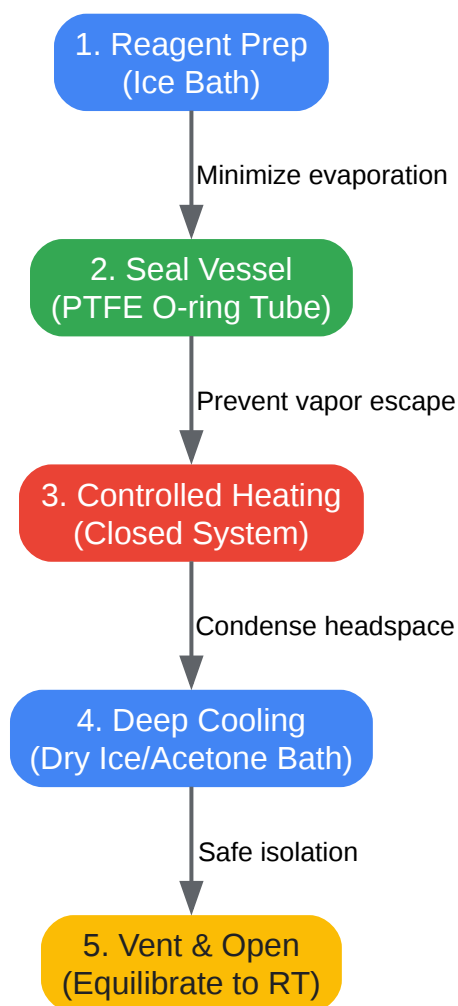 1. Reagent Prep
(Ice Bath)
Minimize evaporation
2. Seal Vessel
(PTFE O-ring Tube)
Prevent vapor escape
3. Controlled Heating
(Closed System)
Condense headspace
4. Deep Cooling
(Dry Ice/Acetone Bath)
Safe isolation
5. Vent & Open
(Equilibrate to RT)